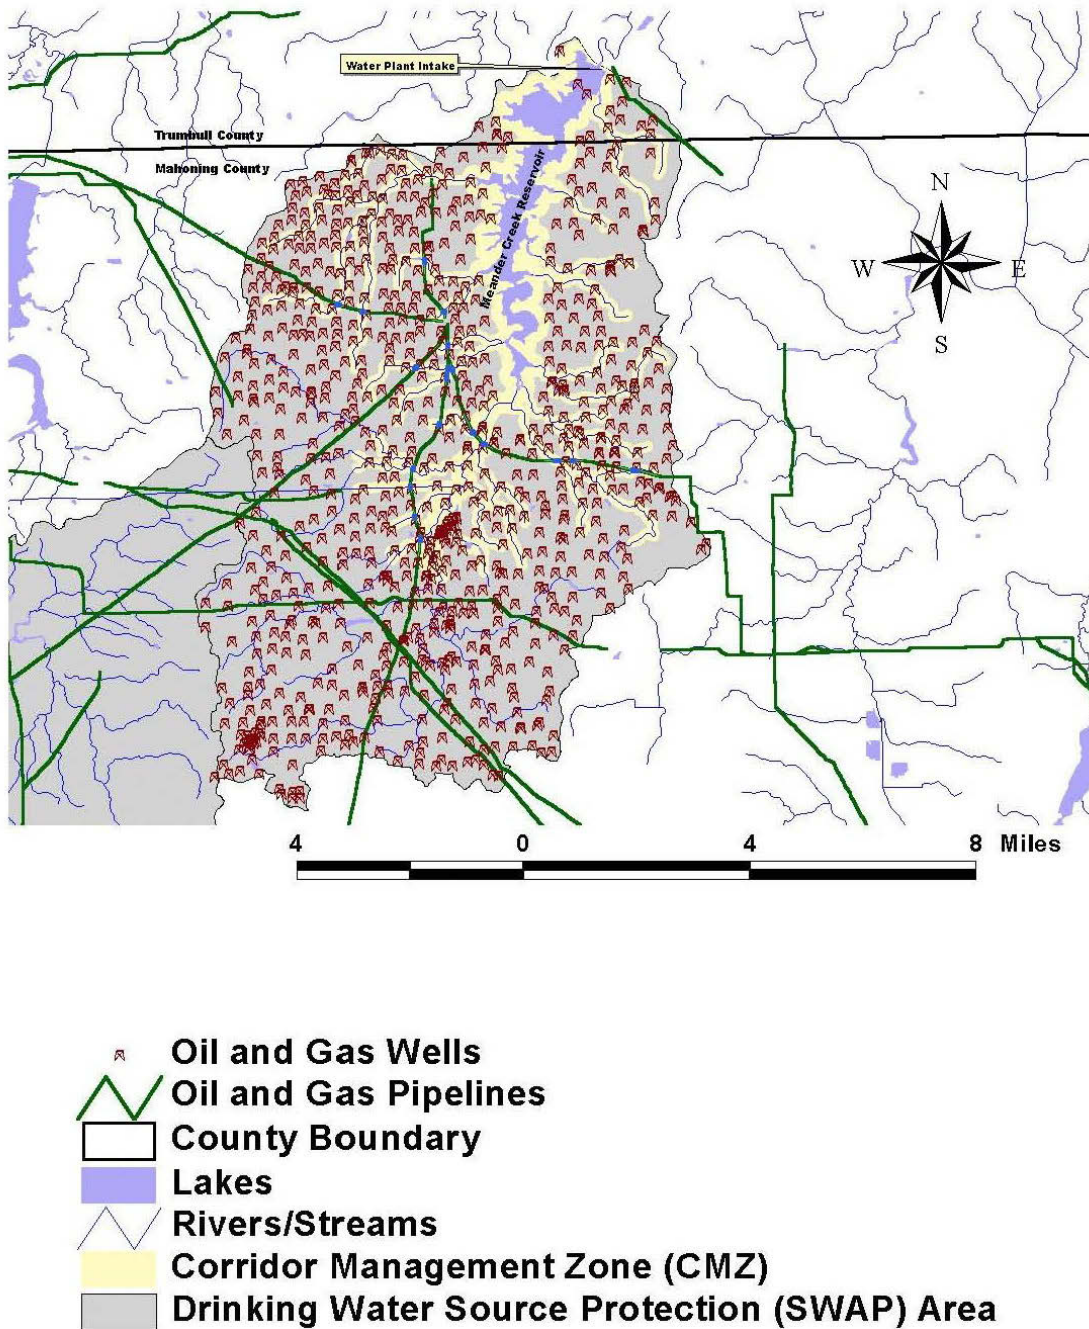 Water Plant Intake
Trumbull County
Mahoning County
Meander Creek Reservoir
N
W
E
S
4 0 4 8 Miles
Oil and Gas Wells
Oil and Gas Pipelines
County Boundary
Lakes
Rivers/Streams
Corridor Management Zone (CMZ)
Drinking Water Source Protection (SWAP) Area